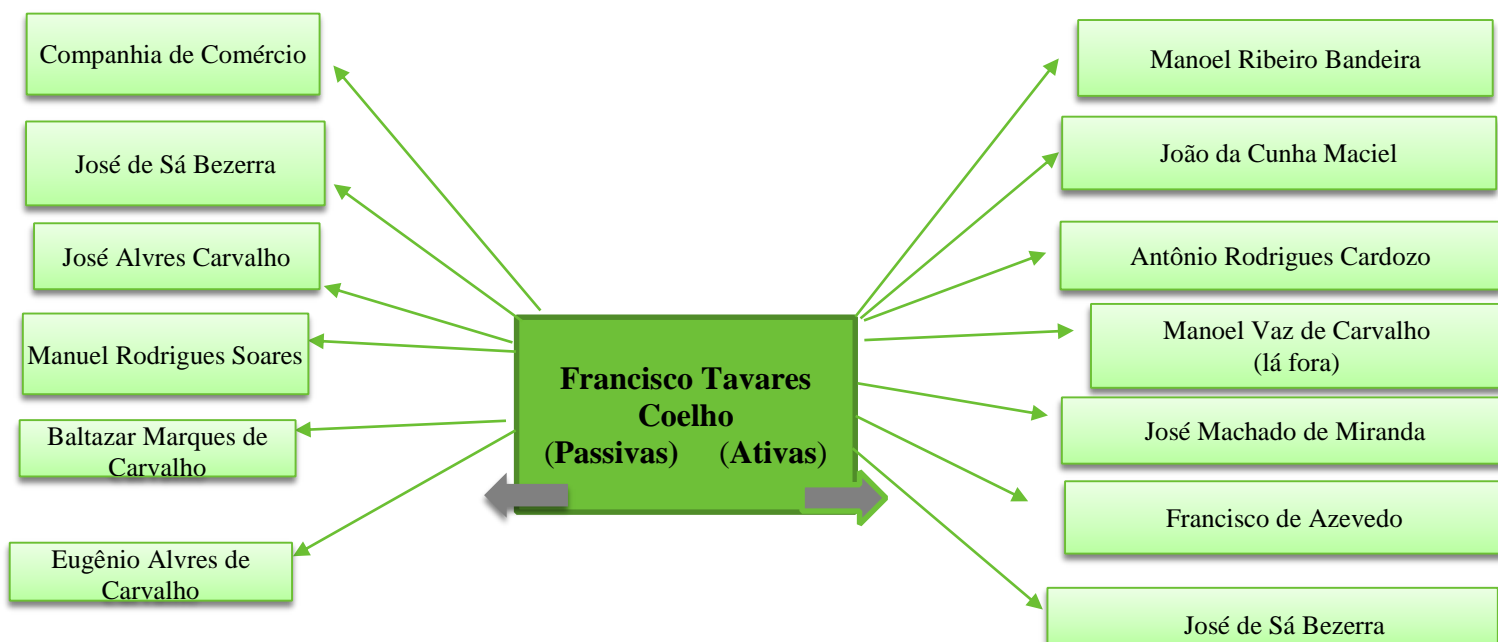 Companhia de Comércio
José de Sá Bezerra
José Alvres Carvalho
Manuel Rodrigues Soares
Baltazar Marques de
Carvalho
Eugênio Alvres de
Carvalho
Francisco Tavares
Coelho
(Passivas) (Ativas)
Manoel Ribeiro Bandeira
João da Cunha Maciel
Antônio Rodrigues Cardozo
Manoel Vaz de Carvalho
(lá fora)
José Machado de Miranda
Francisco de Azevedo
José de Sá Bezerra